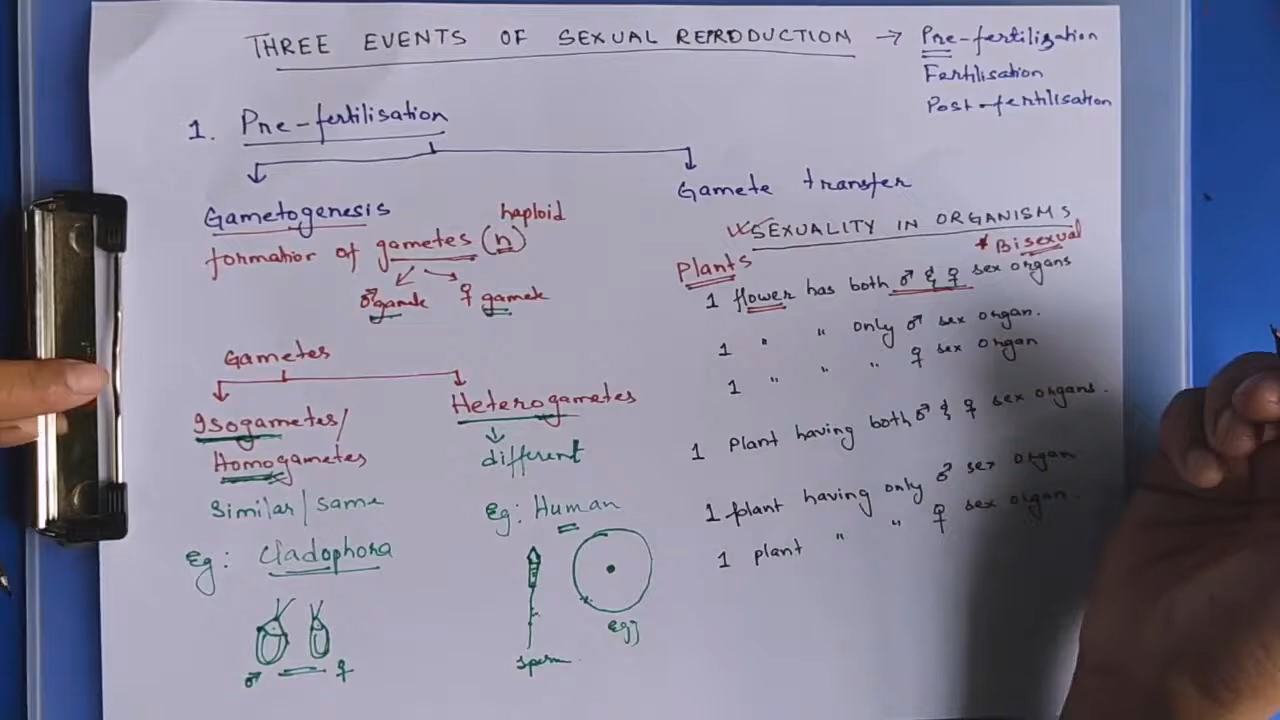 THREE EVENTS OF SEXUAL REPRODUCTION → Pre-fertilization
Fertilisation
Post-fertilisation
1. Pre-fertilisation
Gametogenesis
haploid
formation of gametes (n)
♂ gamete ♀ gamete
Gametes
Isogametes/
Homogametes
Similar/same
Eg: Cladophora
♂ ♀
Heterogametes
different
Eg: Human
egg
sperm
Gamete transfer
SEXUALITY IN ORGANISMS
* Bisexual
Plants
1 flower has both ♂ & ♀ sex organs
1 " " only ♂ sex organ.
1 " " " ♀ sex organ
1 Plant having both ♂ & ♀ sex organs.
1 plant having only ♂ sex organ
1 plant " " ♀ sex organ.